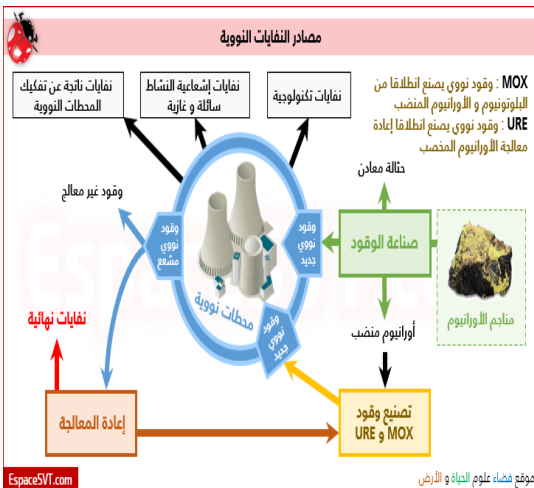 مصادر النفايات النووية
MOX : وقود نووي يصنع انطلاقا من
البلوتونيوم و الأورانيوم المنضب
URE : وقود نووي يصنع انطلاقا إعادة
معالجة الأورانيوم المخصب
نفايات تكنولوجية
نفايات إشعاعية النشاط
سائلة و غازية
نفايات ناتجة عن تفكيك
المحطات النووية
حثالة معادن
وقود غير معالج
صناعة الوقود
وقود
نووي
جديد
وقود
نووي
مشعع
محطات نووية
مناجم الأورانيوم
أورانيوم منضب
وقود
نووي
جديد
نفايات نهائية
تصنيع وقود
MOX و URE
إعادة المعالجة
EspaceSVT.com
موقع فضاء علوم الحياة و الأرض